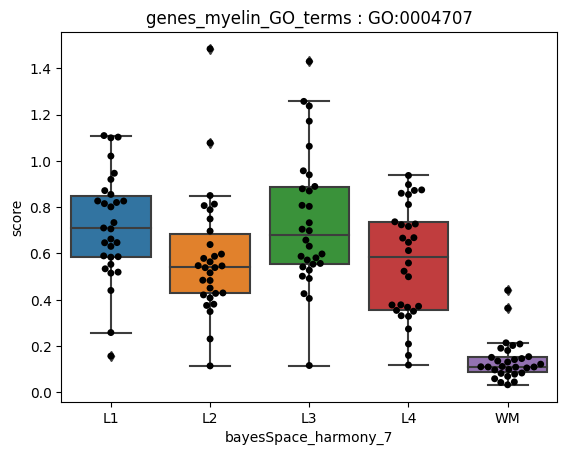 genes_myelin_GO_terms : GO:0004707
1.4
1.2
1.0
0.8
0.6
0.4
0.2
0.0
score
L1 L2 L3 L4 WM
bayesSpace_harmony_7